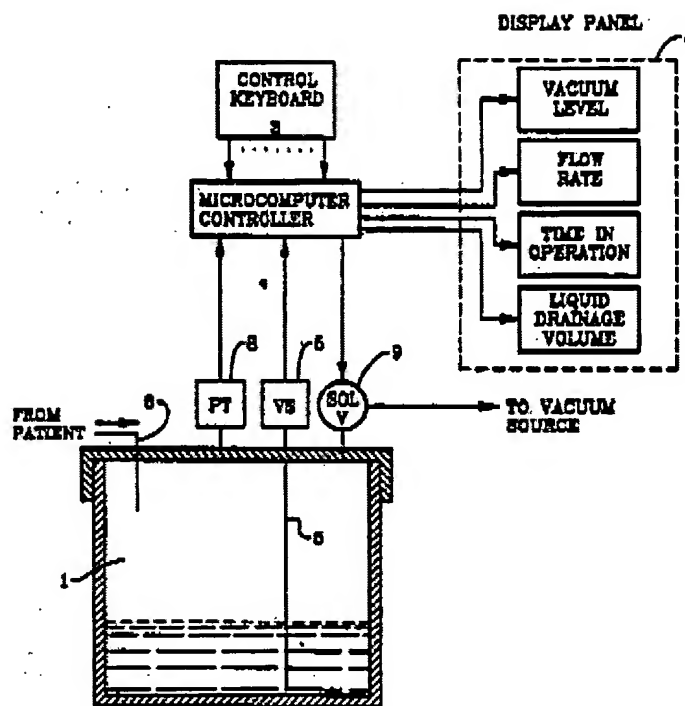 DISPLAY PANEL
CONTROL
KEYBOARD
VACUUM
LEVEL
FLOW
RATE
MICROCOMPUTER
CONTROLLER
TIME IN
OPERATION
LIQUID
DRAINAGE
VOLUME
9
PT
SOL
V
FROM
PATIENT
TO VACUUM
SOURCE
1